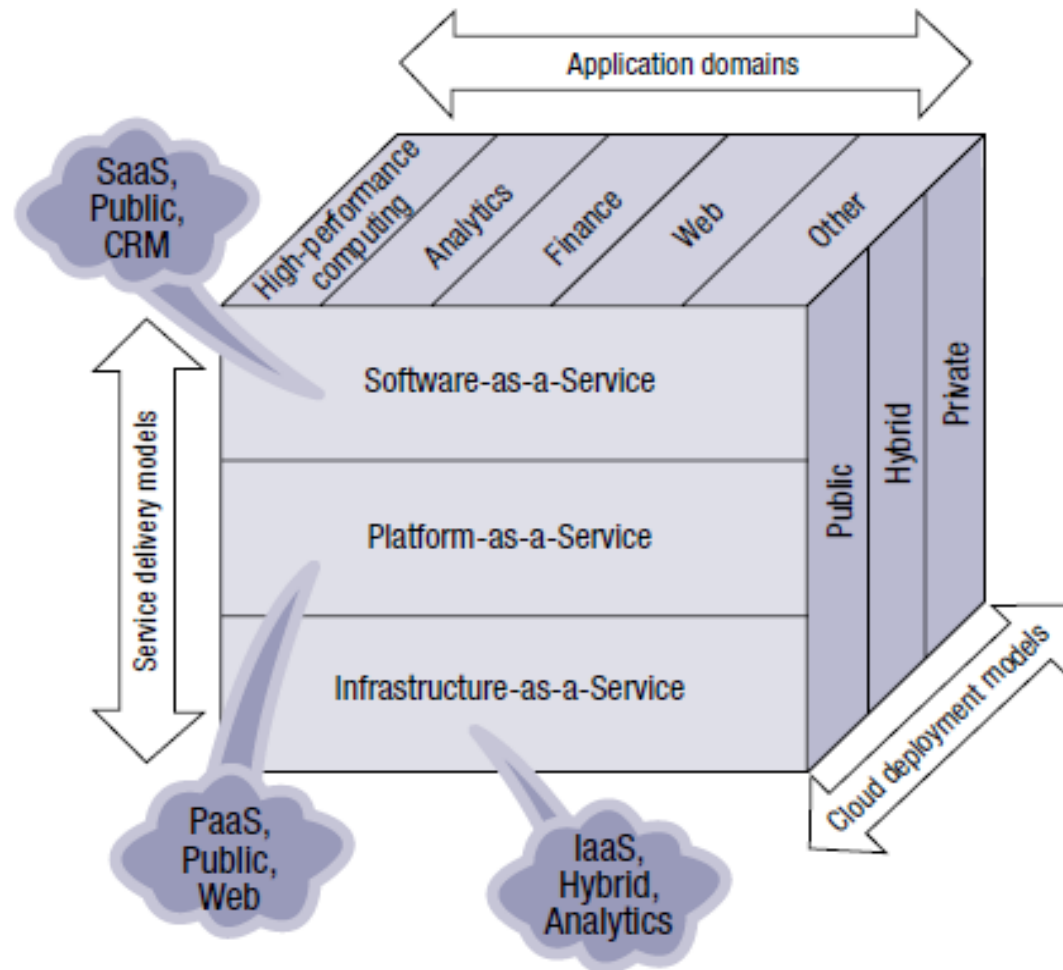 Application domains
SaaS,
Public,
CRM
High-performance
computing
Analytics
Finance
Web
Other
Service delivery models
Software-as-a-Service
Platform-as-a-Service
Infrastructure-as-a-Service
Public
Hybrid
Private
Cloud deployment models
PaaS,
Public,
Web
IaaS,
Hybrid,
Analytics